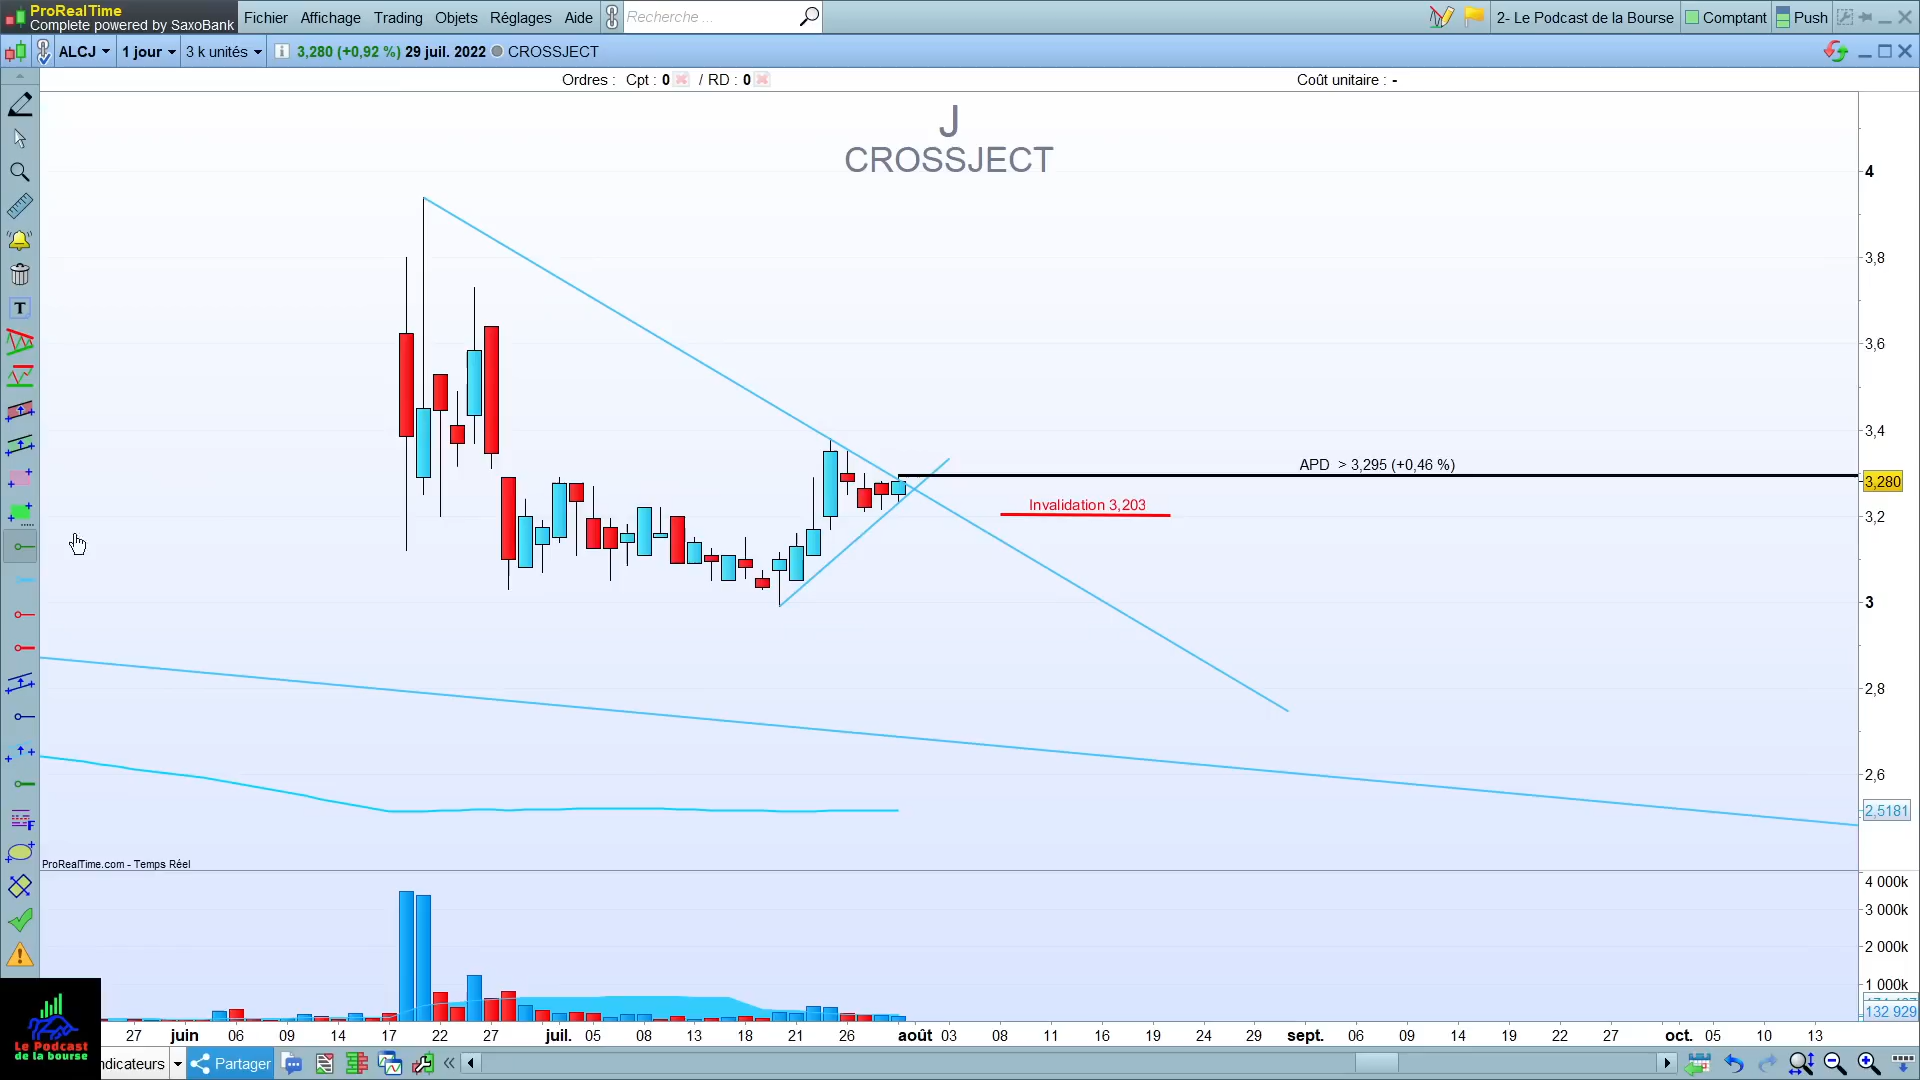 ProRealTime
Complete powered by SaxoBank
Fichier Affichage Trading Objets Réglages Aide Recherche ... 2- Le Podcast de la Bourse Comptant Push
ALCJ 1 jour 3 k unités 3,280 (+0,92 %) 29 juil. 2022 CROSSJECT
Ordres : Cpt : 0 / RD : 0 Coût unitaire : -
J
CROSSJECT
4
3,8
3,6
3,4
APD > 3,295 (+0,46 %)
3,280
Invalidation 3,203
3,2
3
2,8
2,6
2,5181
ProRealTime.com - Temps Réel
4 000k
3 000k
2 000k
1 000k
132 929
27 juin 06 09 14 17 22 27 juil. 05 08 13 18 21 26 août 03 08 11 16 19 24 29 sept. 06 09 14 19 22 27 oct. 05 10 13
Le Podcast
de la bourse
ndicateurs Partager